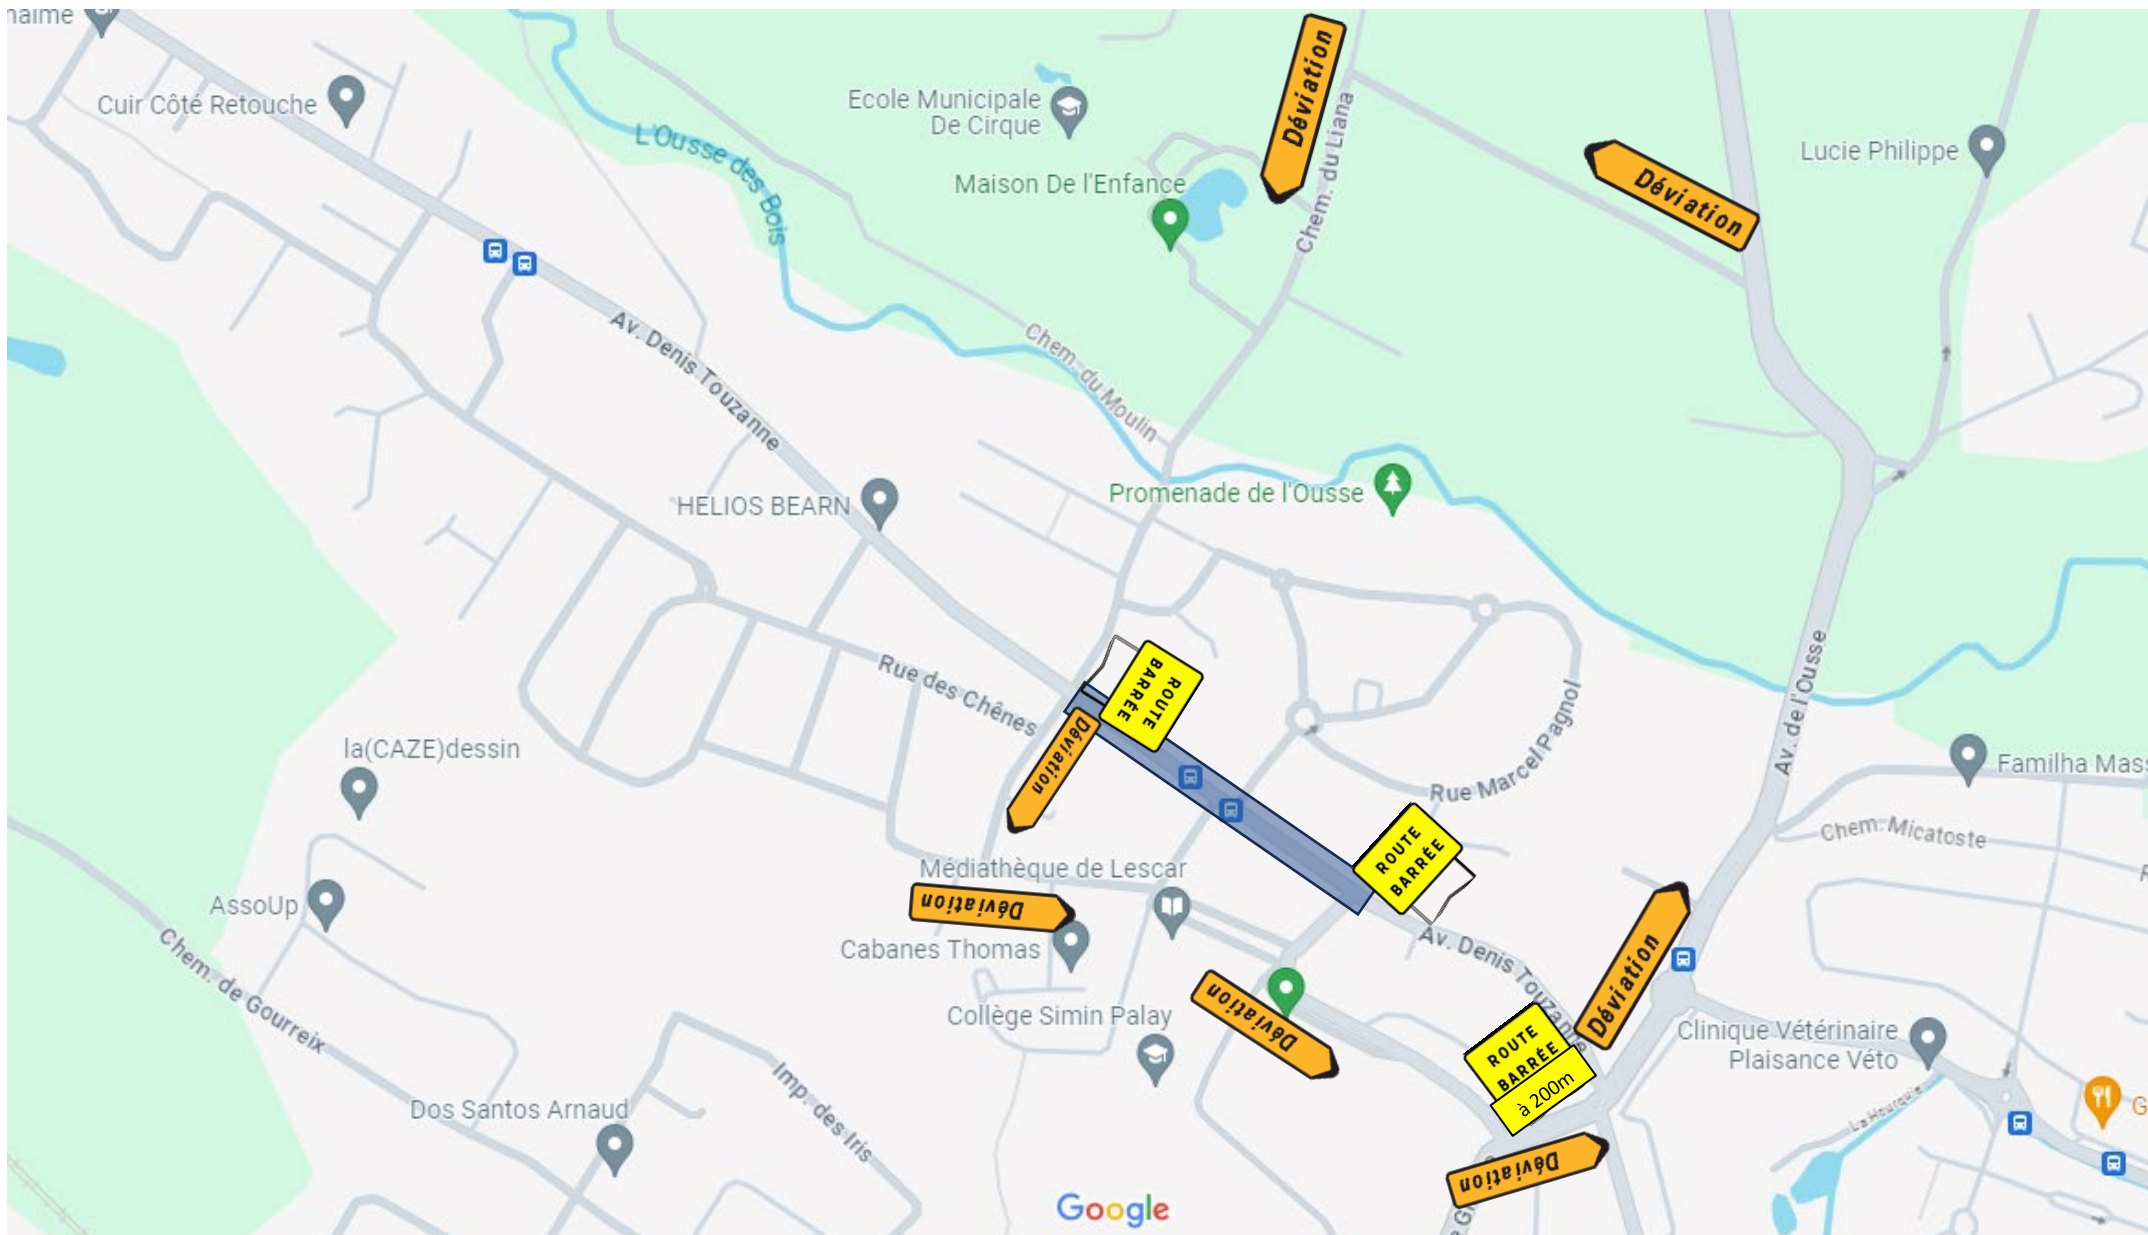 Cuir Côté Retouche
L'Ousse des Bois
Ecole Municipale
De Cirque
Maison De l'Enfance
Déviation
Chem. du Liana
Déviation
Lucie Philippe
Av. Denis Touzanne
Chem. du Moulin
HELIOS BEARN
Promenade de l'Ousse
Rue des Chênes
ROUTE
BARRÉE
Déviation
la(CAZE)dessin
Rue Marcel Pagnol
Av. de l'Ousse
Familha Mass
Chem. Micatoste
ROUTE
BARRÉE
Médiathèque de Lescar
AssoUp
Déviation
Cabanes Thomas
Av. Denis Touzanne
Déviation
Chem. de Gourreix
Déviation
Collège Simin Palay
Clinique Vétérinaire
Plaisance Véto
ROUTE
BARRÉE
à 200m
Dos Santos Arnaud
Imp. des Iris
La Heurquie
Déviation
Google